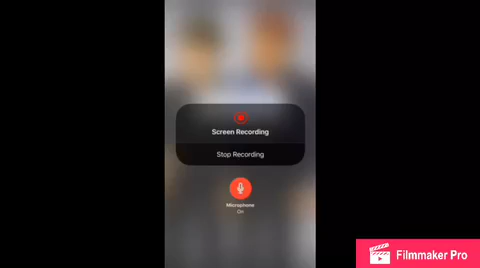 Screen Recording
Stop Recording
Microphone
On
Filmmaker Pro